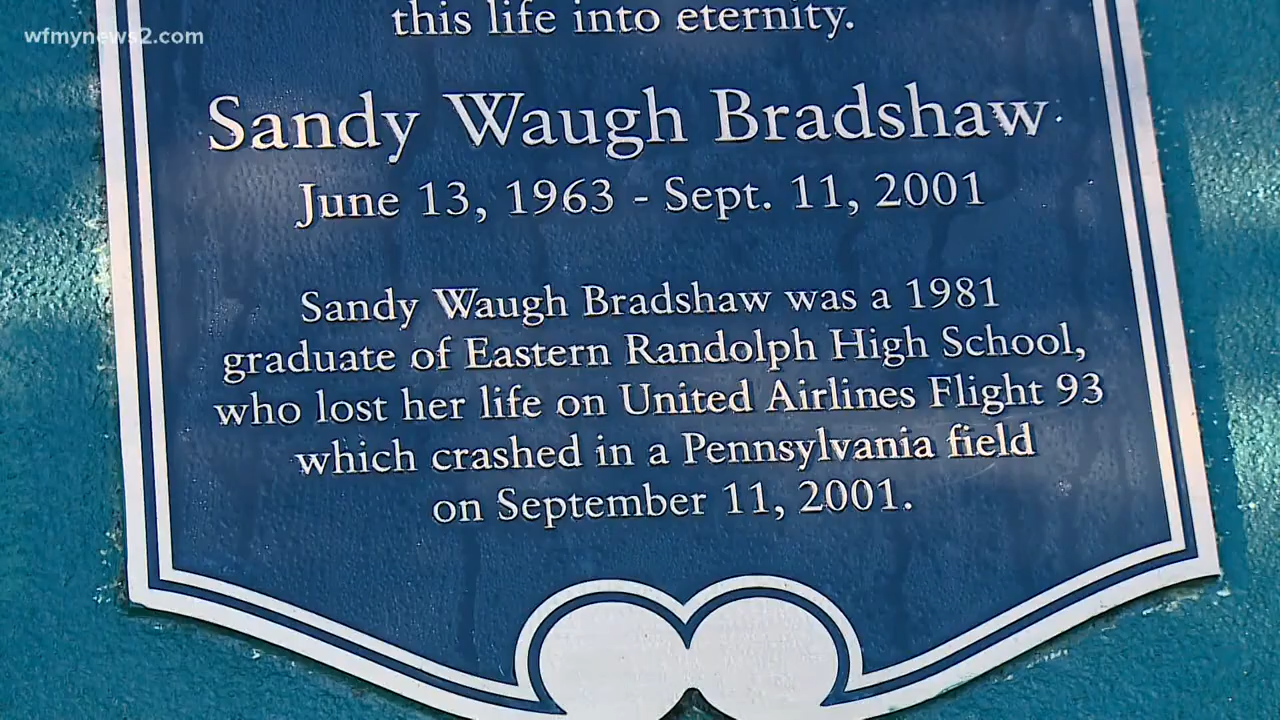 wfmynews2.com
this life into eternity.
Sandy Waugh Bradshaw
June 13, 1963 - Sept. 11, 2001
Sandy Waugh Bradshaw was a 1981
graduate of Eastern Randolph High School,
who lost her life on United Airlines Flight 93
which crashed in a Pennsylvania field
on September 11, 2001.